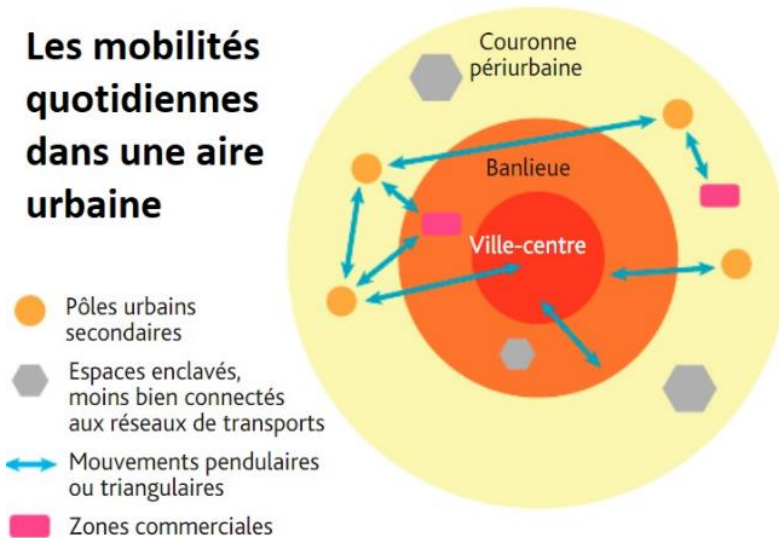 Les mobilités
quotidiennes
dans une aire
urbaine
Couronne
périurbaine
Banlieue
Ville-centre
Pôles urbains
secondaires
Espaces enclavés,
moins bien connectés
aux réseaux de transports
Mouvements pendulaires
ou triangulaires
Zones commerciales